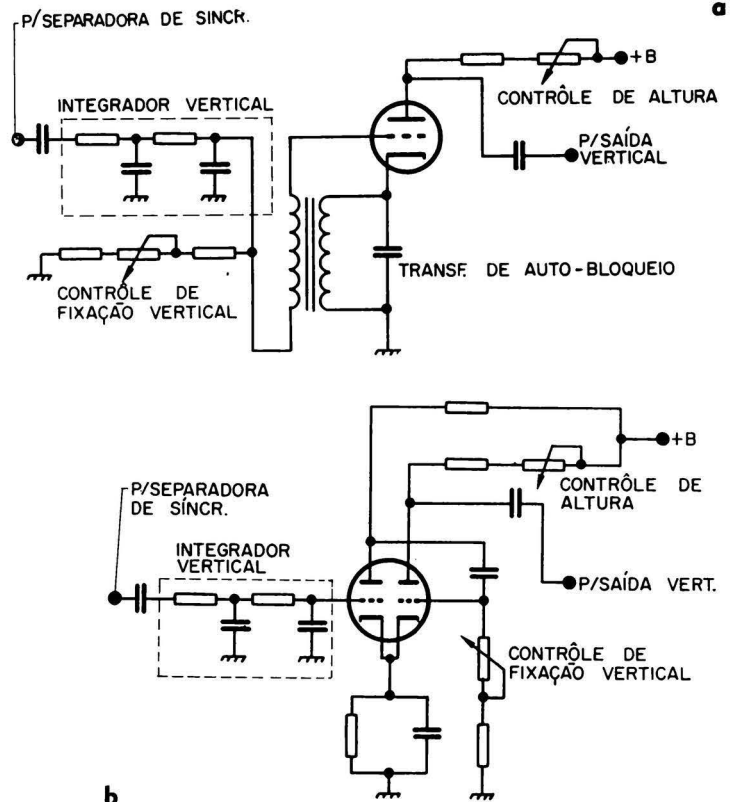 a
P/SEPARADORA DE SINCR.
+B
CONTRÔLE DE ALTURA
INTEGRADOR VERTICAL
P/SAÍDA
VERTICAL
TRANSF. DE AUTO-BLOQUEIO
CONTRÔLE DE
FIXAÇÃO VERTICAL
+B
CONTRÔLE DE
ALTURA
P/SEPARADORA
DE SÍNCR.
INTEGRADOR
VERTICAL
P/SAÍDA VERT.
CONTRÔLE DE
FIXAÇÃO VERTICAL
b